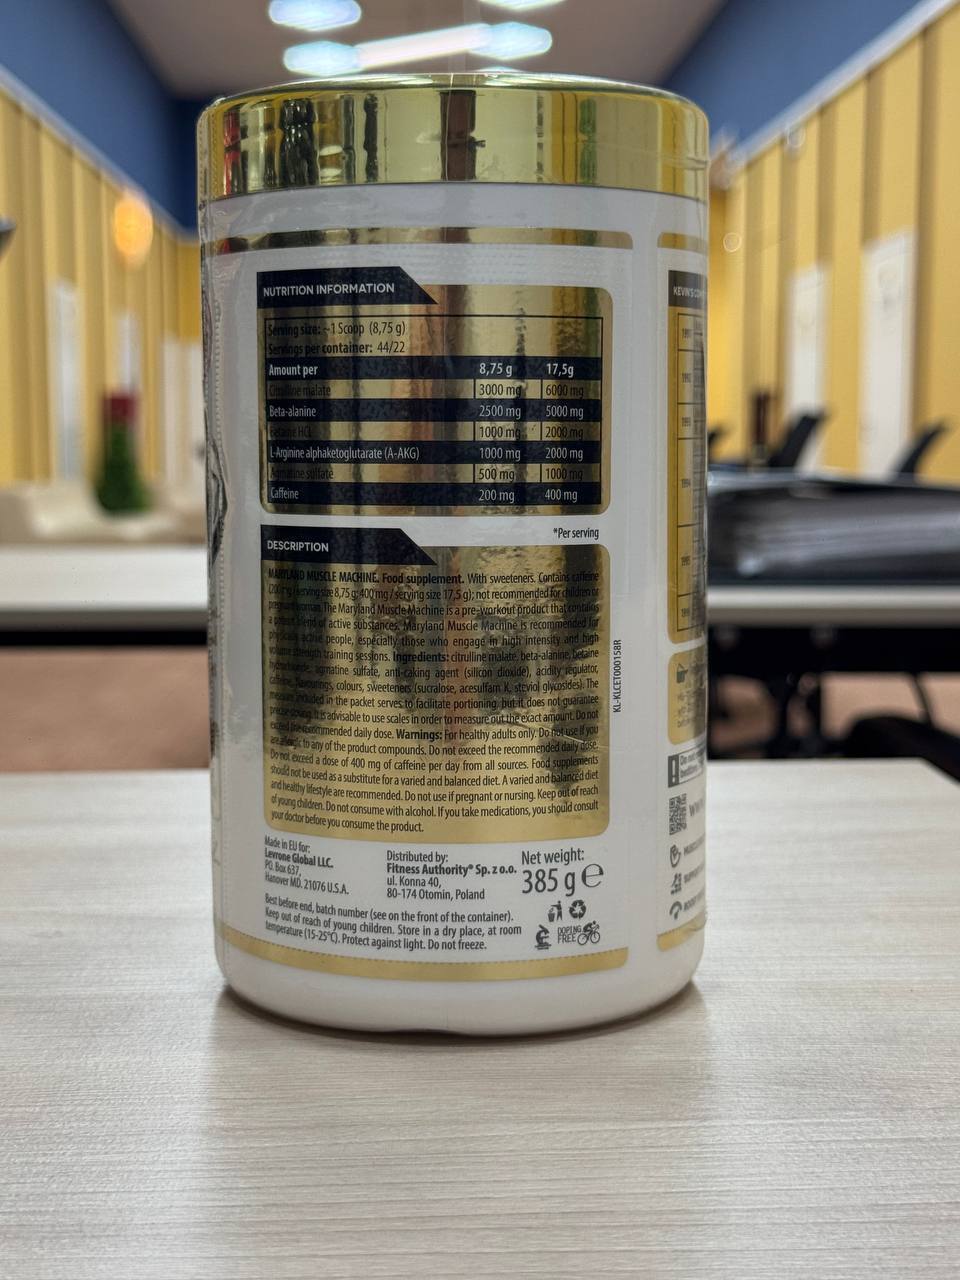 NUTRITION INFORMATION
Serving size: ~1 Scoop (8,75 g)
Servings per container: 44/22
Amount per 8,75 g 17,5g
Citrulline malate 3000 mg 6000 mg
Beta-alanine 2500 mg 5000 mg
Betaine HCL 1000 mg 2000 mg
L-Arginine alphaketoglutarate (A-AKG) 1000 mg 2000 mg
Agmatine sulfate 500 mg 1000 mg
Caffeine 200 mg 400 mg
*Per serving
DESCRIPTION
MARYLAND MUSCLE MACHINE. Food supplement. With sweeteners. Contains caffeine
(200 mg / serving size 8,75 g; 400 mg / serving size 17,5 g); not recommended for children or
pregnant woman. The Maryland Muscle Machine is a pre-workout product that contains
a potent blend of active substances. Maryland Muscle Machine is recommended for
physically active people, especially those who engage in high intensity and high
volume strength training sessions. Ingredients: citrulline malate, beta-alanine, betaine
hydrochloride, agmatine sulfate, anti-caking agent (silicon dioxide), acidity regulator,
caffeine, flavourings, colours, sweeteners (sucralose, acesulfam K, steviol glycosides). The
measure included in the packet serves to facilitate portioning, but it does not guarantee
precise dosing. It is advisable to use scales in order to measure out the exact amount. Do not
exceed recommended daily dose. Warnings: For healthy adults only. Do not use if you
are allergic to any of the product compounds. Do not exceed the recommended daily dose.
Do not exceed a dose of 400 mg of caffeine per day from all sources. Food supplements
should not be used as a substitute for a varied and balanced diet. A varied and balanced diet
and healthy lifestyle are recommended. Do not use if pregnant or nursing. Keep out of reach
of young children. Do not consume with alcohol. If you take medications, you should consult
your doctor before you consume the product.
KL-KLCET000158R
Made in EU for:
Levrone Global LLC.
PO. Box 637,
Hanover MD. 21076 U.S.A.
Distributed by:
Fitness Authority® Sp. z o.o.
ul. Konna 40,
80-174 Otomin, Poland
Net weight:
385 g e
Best before end, batch number (see on the front of the container).
Keep out of reach of young children. Store in a dry place, at room
temperature (15-25°C). Protect against light. Do not freeze.
DOPING
FREE
KEVIN'S
1991
1992
1993
1994
1995